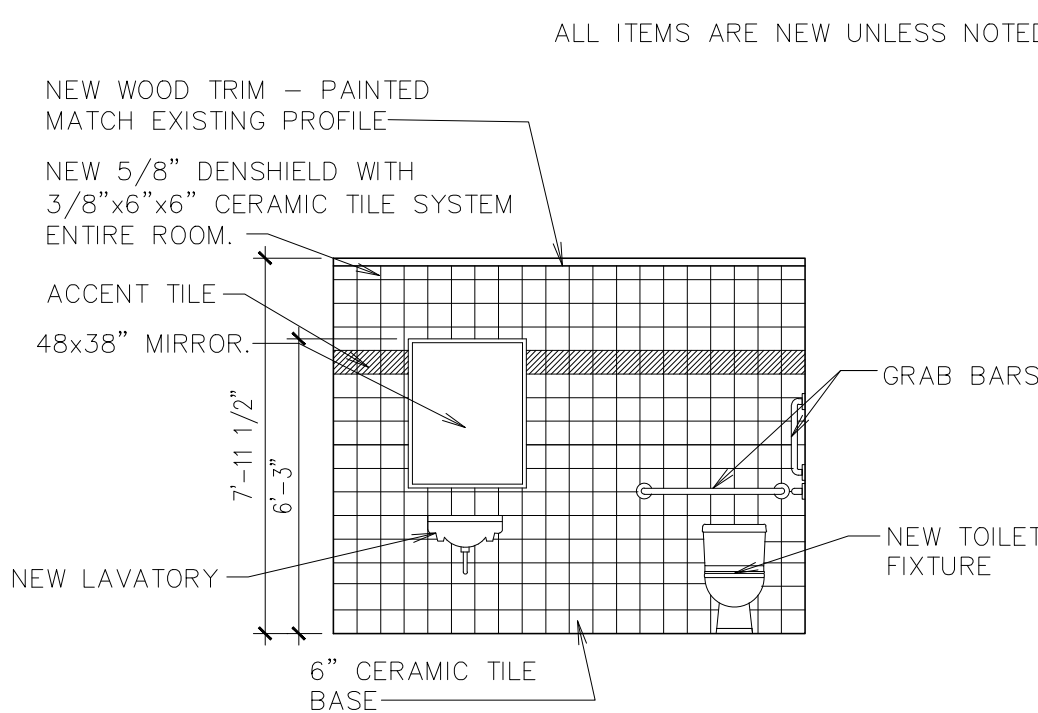 ALL ITEMS ARE NEW UNLESS NOTED
NEW WOOD TRIM – PAINTED
MATCH EXISTING PROFILE
NEW 5/8" DENSHIELD WITH
3/8"x6"x6" CERAMIC TILE SYSTEM
ENTIRE ROOM.
ACCENT TILE
48x38" MIRROR.
GRAB BARS
7'-11 1/2"
6'-3"
NEW TOILET
FIXTURE
NEW LAVATORY
6" CERAMIC TILE
BASE